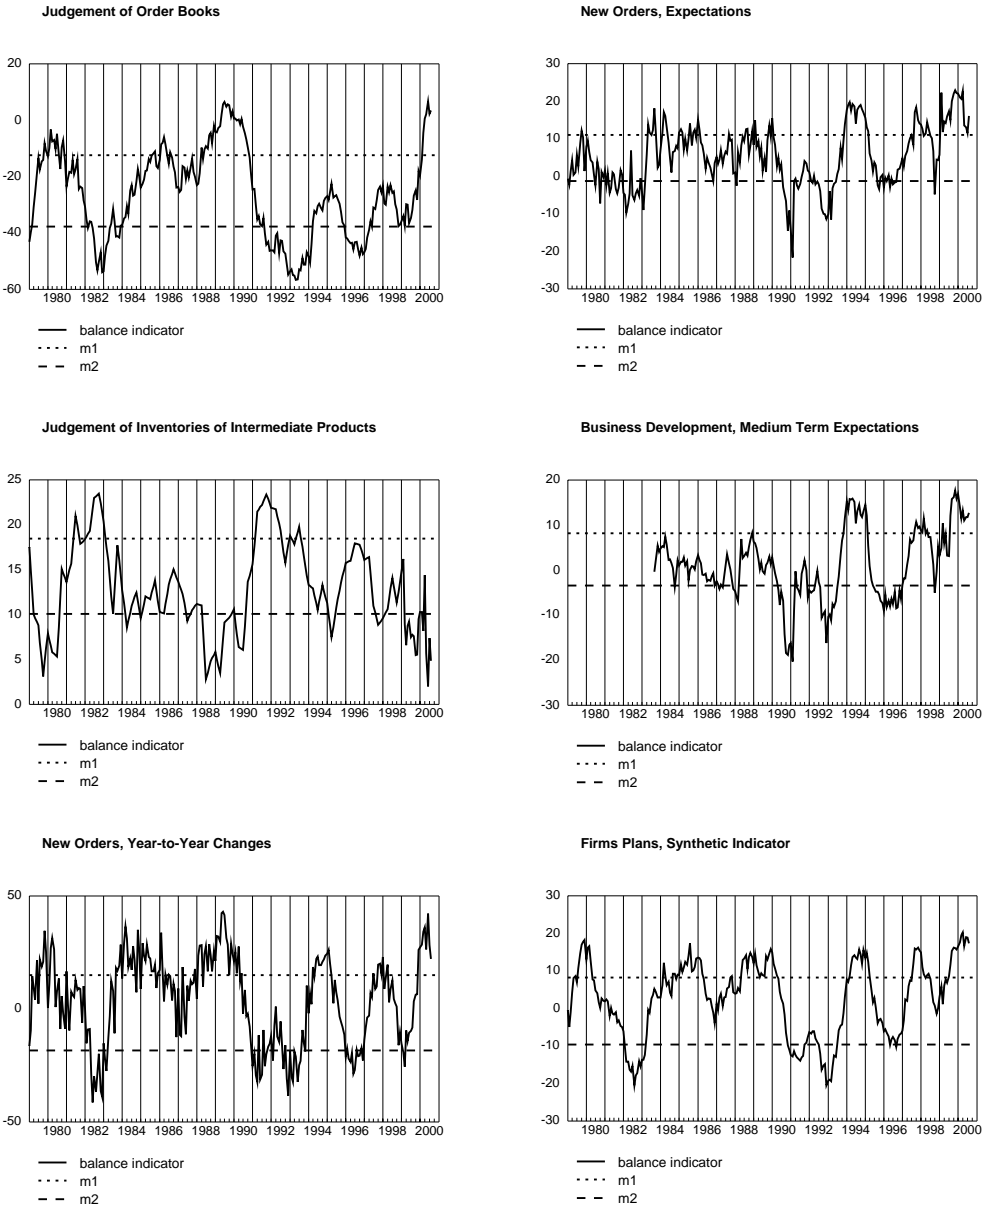 Judgement of Order Books
20
0
-20
-40
-60
1980 1982 1984 1986 1988 1990 1992 1994 1996 1998 2000
balance indicator
m1
m2
New Orders, Expectations
30
20
10
0
-10
-20
-30
1980 1982 1984 1986 1988 1990 1992 1994 1996 1998 2000
balance indicator
m1
m2
Judgement of Inventories of Intermediate Products
25
20
15
10
5
0
1980 1982 1984 1986 1988 1990 1992 1994 1996 1998 2000
balance indicator
m1
m2
Business Development, Medium Term Expectations
20
10
0
-10
-20
-30
1980 1982 1984 1986 1988 1990 1992 1994 1996 1998 2000
balance indicator
m1
m2
New Orders, Year-to-Year Changes
50
0
-50
1980 1982 1984 1986 1988 1990 1992 1994 1996 1998 2000
balance indicator
m1
m2
Firms Plans, Synthetic Indicator
30
20
10
0
-10
-20
-30
1980 1982 1984 1986 1988 1990 1992 1994 1996 1998 2000
balance indicator
m1
m2